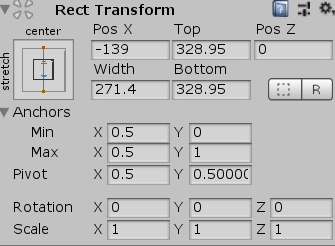 Rect Transform
center
stretch
Pos X Top Pos Z
-139 328.95 0
Width Bottom
271.4 328.95 R
Anchors
Min X 0.5 Y 0
Max X 0.5 Y 1
Pivot X 0.5 Y 0.5000
Rotation X 0 Y 0 Z 0
Scale X 1 Y 1 Z 1